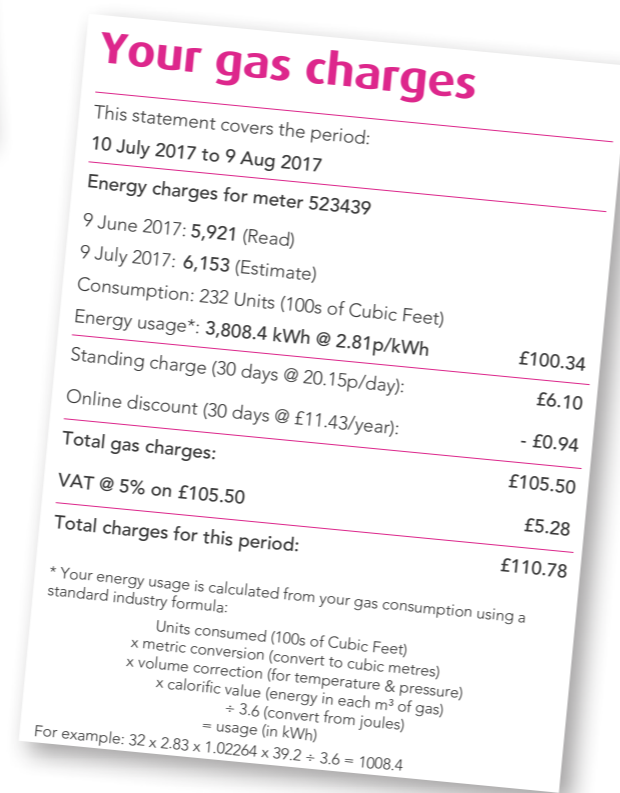 Your gas charges
This statement covers the period:
10 July 2017 to 9 Aug 2017
Energy charges for meter 523439
9 June 2017: 5,921 (Read)
9 July 2017: 6,153 (Estimate)
Consumption: 232 Units (100s of Cubic Feet)
Energy usage*: 3,808.4 kWh @ 2.81p/kWh £100.34
Standing charge (30 days @ 20.15p/day): £6.10
Online discount (30 days @ £11.43/year): - £0.94
Total gas charges: £105.50
VAT @ 5% on £105.50 £5.28
Total charges for this period: £110.78
* Your energy usage is calculated from your gas consumption using a
standard industry formula:
Units consumed (100s of Cubic Feet)
x metric conversion (convert to cubic metres)
x volume correction (for temperature & pressure)
x calorific value (energy in each m³ of gas)
÷ 3.6 (convert from joules)
= usage (in kWh)
For example: 32 x 2.83 x 1.02264 x 39.2 ÷ 3.6 = 1008.4